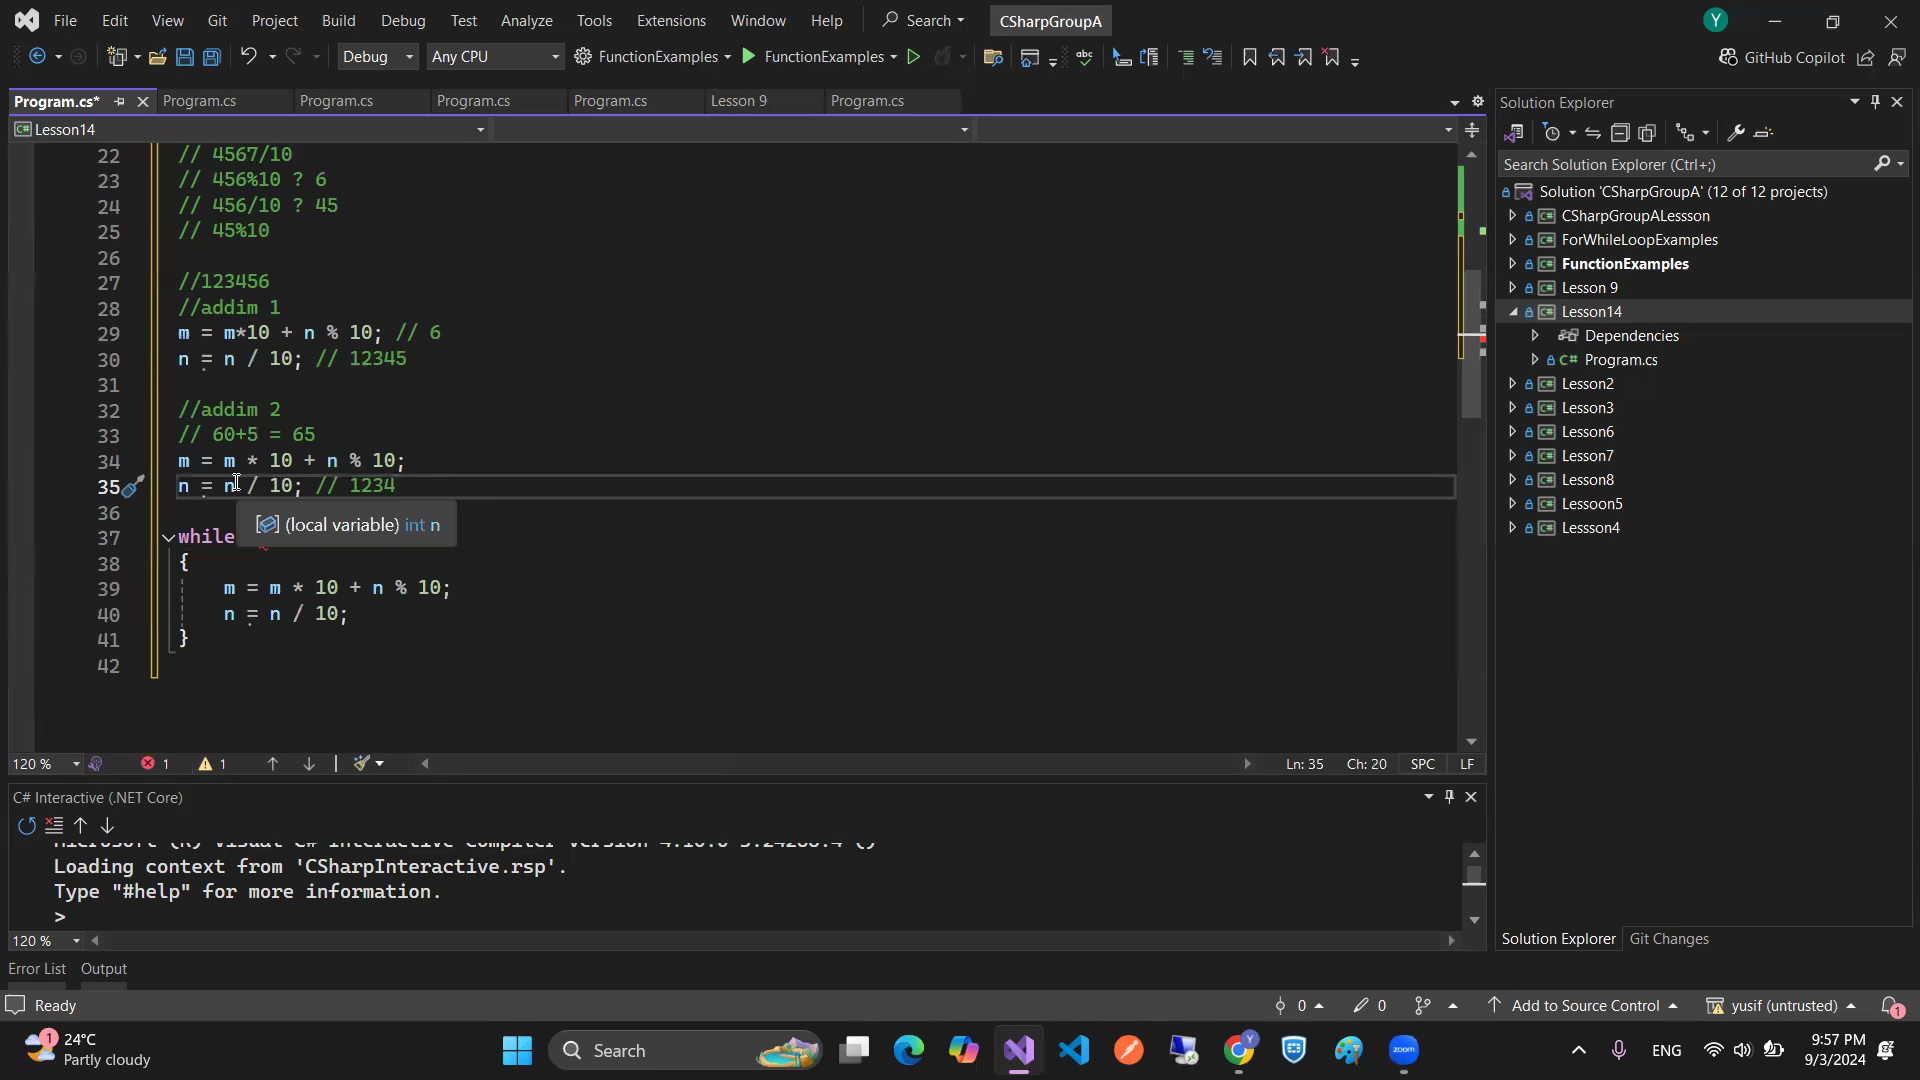 File Edit View Git Project Build Debug Test Analyze Tools Extensions Window Help Search CSharpGroupA Y
Debug Any CPU FunctionExamples FunctionExamples GitHub Copilot
Program.cs* Program.cs Program.cs Program.cs Program.cs Lesson 9 Program.cs
Lesson14
22 // 4567/10
23 // 456%10 ? 6
24 // 456/10 ? 45
25 // 45%10
26
27 //123456
28 //addim 1
29 m = m*10 + n % 10; // 6
30 n = n / 10; // 12345
31
32 //addim 2
33 // 60+5 = 65
34 m = m * 10 + n % 10;
35 n = n / 10; // 1234
36
(local variable) int n
37 while
38 {
39 m = m * 10 + n % 10;
40 n = n / 10;
41 }
42
120 % 1 1 Ln: 35 Ch: 20 SPC LF
C# Interactive (.NET Core)
Loading context from 'CSharpInteractive.rsp'.
Type "#help" for more information.
>
120 %
Error List Output
Solution Explorer
Search Solution Explorer (Ctrl+;)
Solution 'CSharpGroupA' (12 of 12 projects)
CSharpGroupALessson
ForWhileLoopExamples
FunctionExamples
Lesson 9
Lesson14
Dependencies
C# Program.cs
Lesson2
Lesson3
Lesson6
Lesson7
Lesson8
Lessoon5
Lessson4
Solution Explorer Git Changes
Ready 0 0 Add to Source Control yusif (untrusted) 1
1 24°C
Partly cloudy
Search
zoom
ENG
9:57 PM
9/3/2024